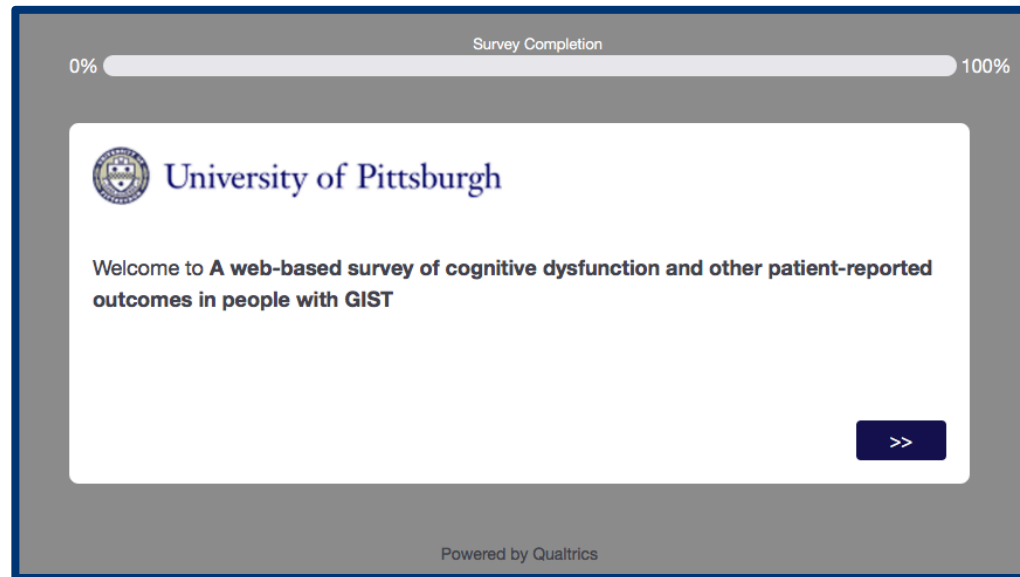 Survey Completion
0% 100%
University of Pittsburgh
Welcome to A web-based survey of cognitive dysfunction and other patient-reported
outcomes in people with GIST
>>
Powered by Qualtrics